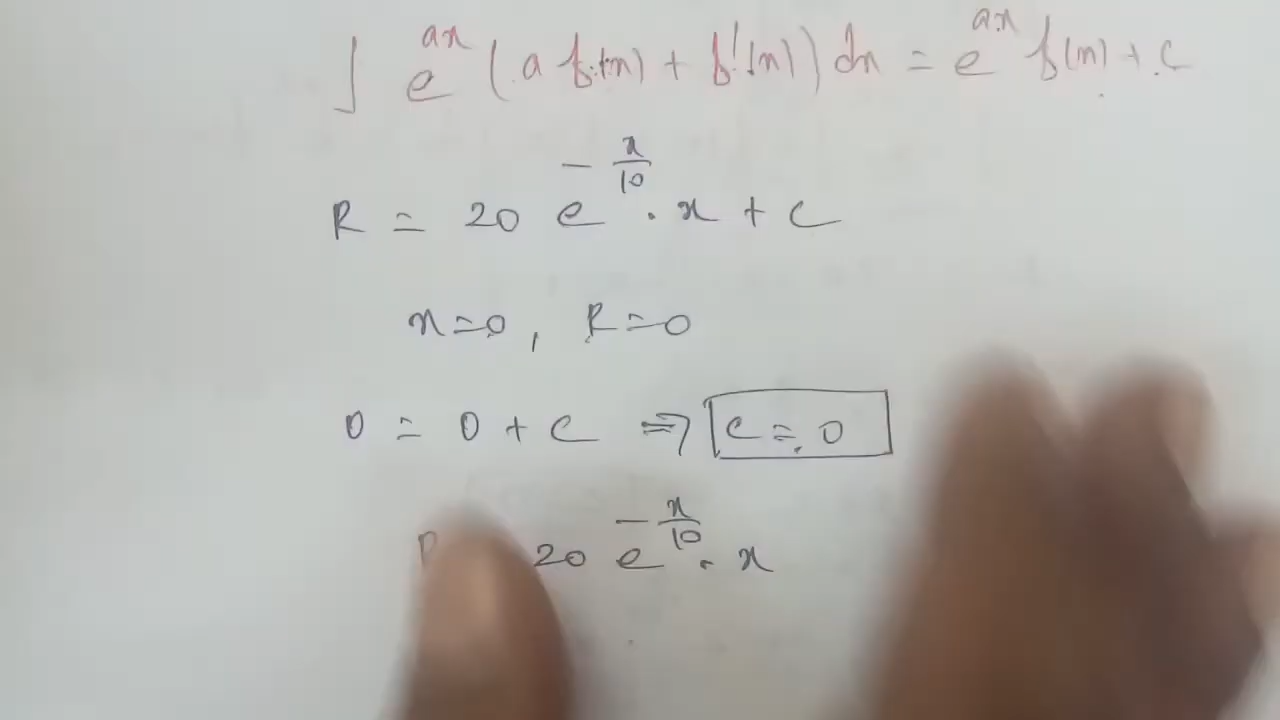 ∫ e^{ax} (a f(x) + f'(x)) dx = e^{ax} f(x) + c
R = 20 e^{-x/10} . x + c
x=0, R=0
0 = 0 + c ⇒ c = 0
20 e^{-x/10} . x